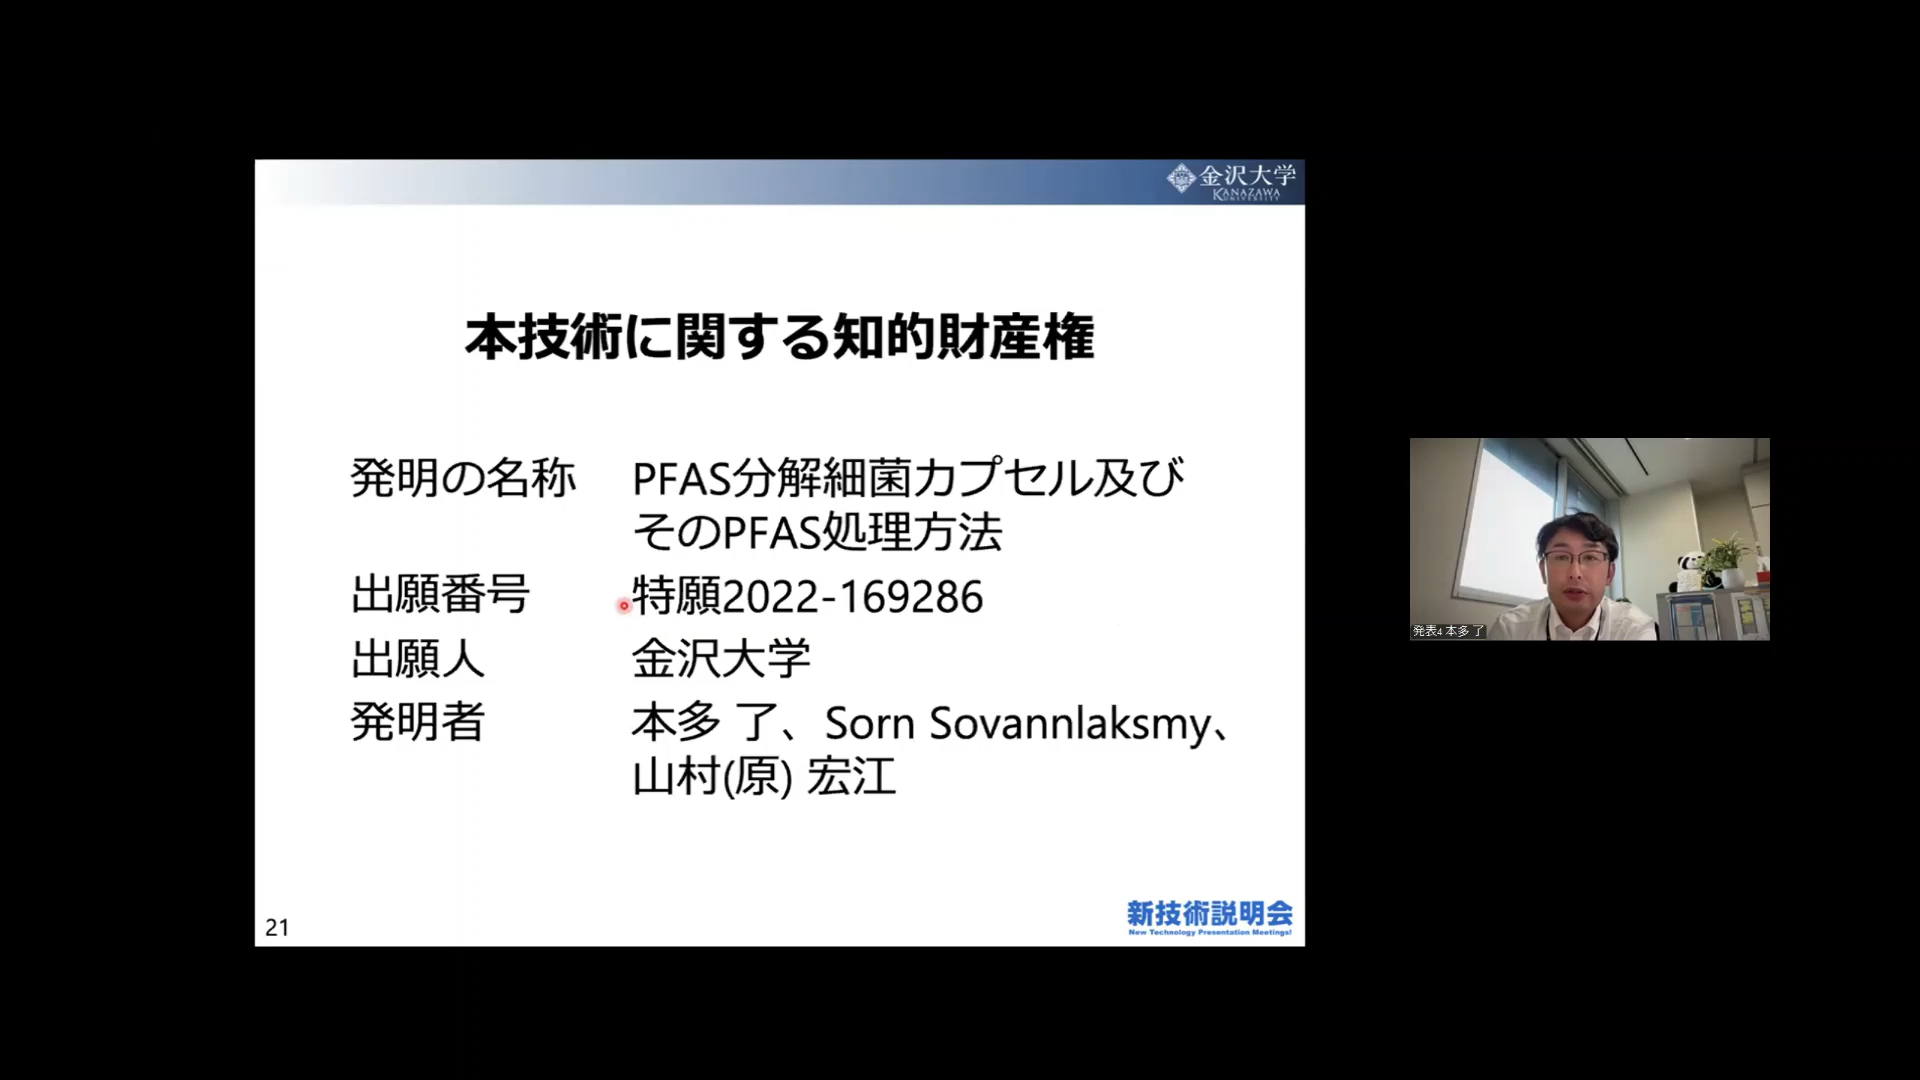 金沢大学
KANAZAWA
UNIVERSITY
本技術に関する知的財産権
発明の名称 PFAS分解細菌カプセル及び
そのPFAS処理方法
出願番号 特願2022-169286
出願人 金沢大学
発明者 本多 了、Sorn Sovannlaksmy、
山村(原) 宏江
21
新技術説明会
New Technology Presentation Meetings!
発表4 本多 了